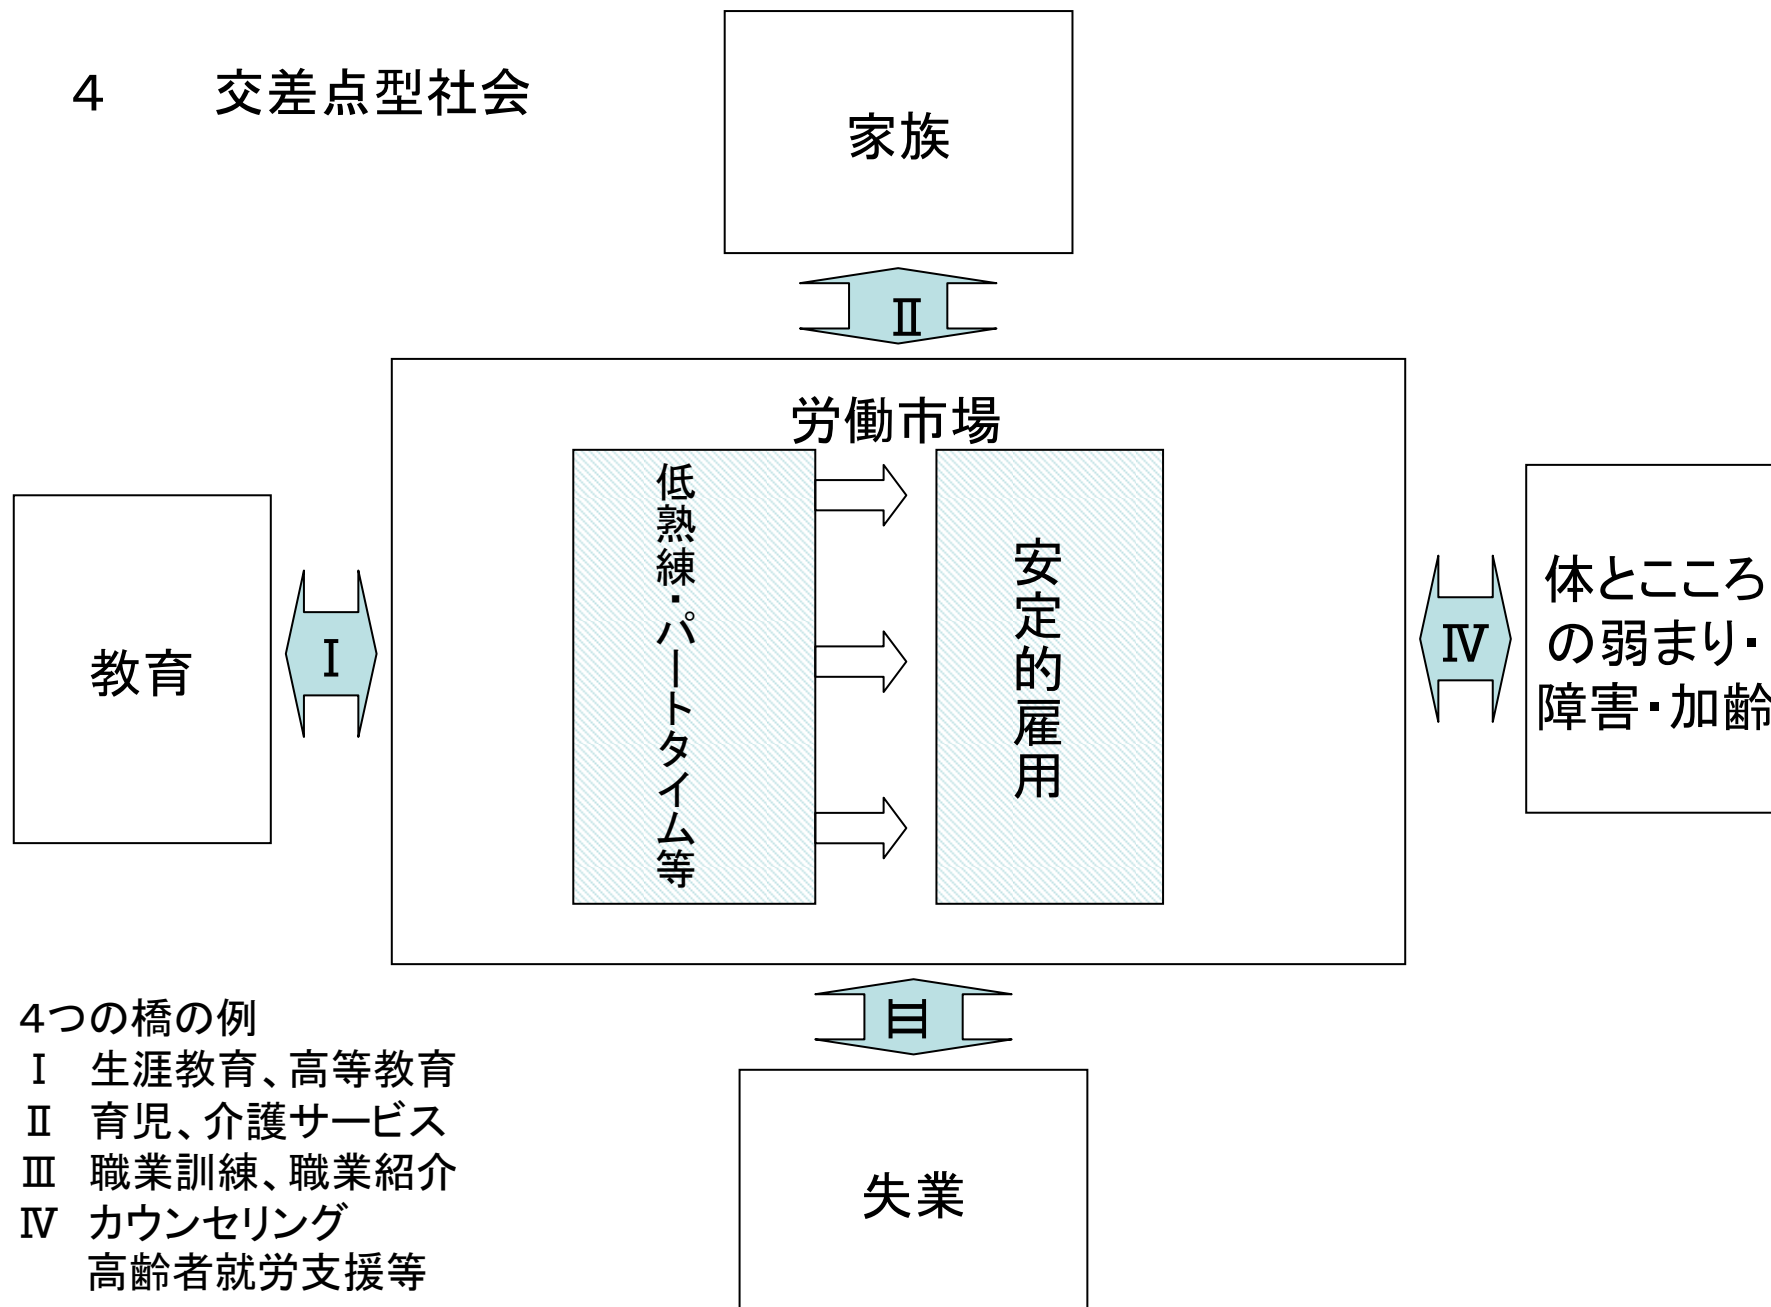 ４　交差点型社会
家族
Ⅱ
労働市場
低熟練・パートタイム等
安定的雇用
教育
Ⅰ
Ⅳ
体とこころ
の弱まり・
障害・加齢
Ⅲ
失業
４つの橋の例
Ⅰ　生涯教育、高等教育
Ⅱ　育児、介護サービス
Ⅲ　職業訓練、職業紹介
Ⅳ　カウンセリング
高齢者就労支援等